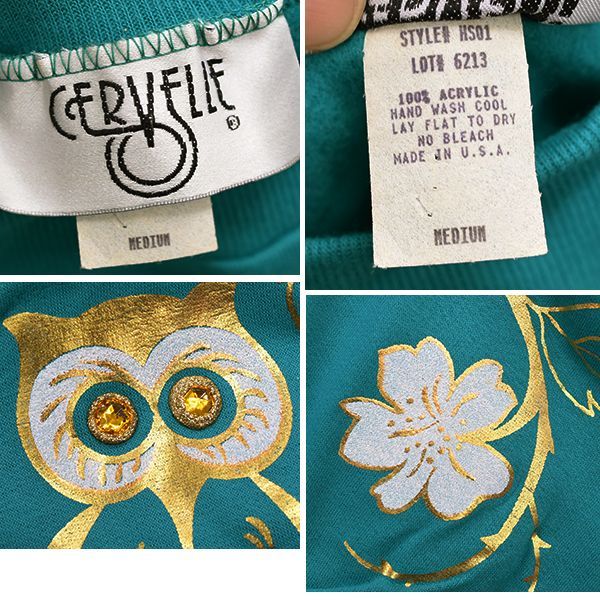 CERVELLE®
MEDIUM
STYLE# HS01
LOT# 6213
100% ACRYLIC
HAND WASH COOL
LAY FLAT TO DRY
NO BLEACH
MADE IN U.S.A.
MEDIUM